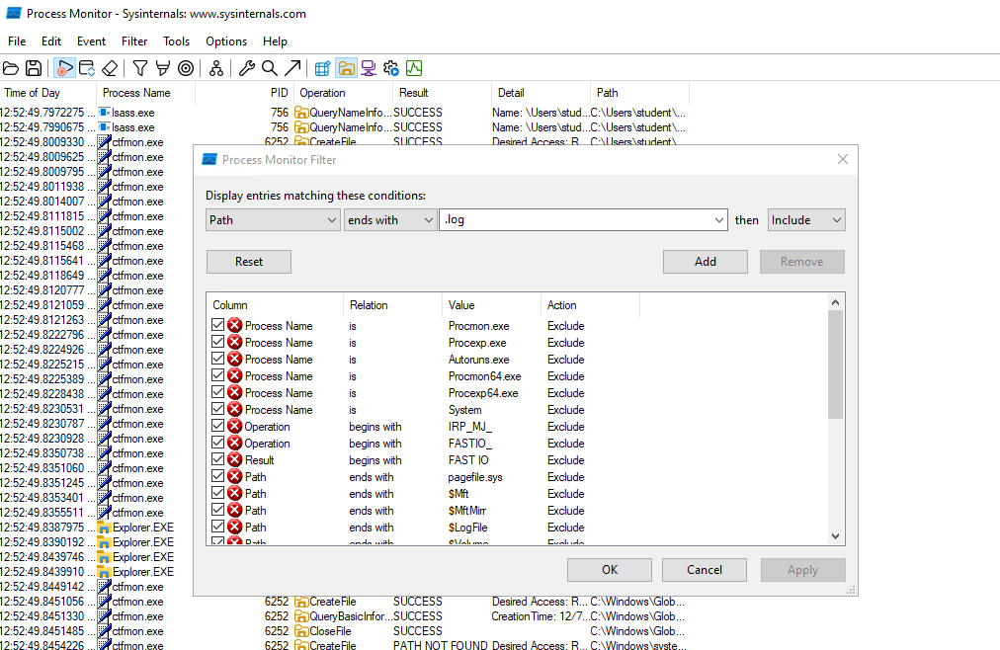 Process Monitor - Sysinternals: www.sysinternals.com
File Edit Event Filter Tools Options Help
Time of Day Process Name PID Operation Result Detail Path
12:52:49.7972275 ... lsass.exe 756 QueryNameInfo... SUCCESS Name: \Users\stud... C:\Users\student\...
12:52:49.7990675 ... lsass.exe 756 QueryNameInfo... SUCCESS Name: \Users\stud... C:\Users\student\...
12:52:49.8009330 ... ctfmon.exe 6252 CreateFile SUCCESS Desired Access: R... C:\Users\student\...
12:52:49.8009625 ... ctfmon.exe
12:52:49.8009795 ... ctfmon.exe
12:52:49.8011938 ... ctfmon.exe
12:52:49.8014007 ... ctfmon.exe
12:52:49.8111815 ... ctfmon.exe
12:52:49.8115002 ... ctfmon.exe
12:52:49.8115468 ... ctfmon.exe
12:52:49.8115641 ... ctfmon.exe
12:52:49.8118649 ... ctfmon.exe
12:52:49.8120777 ... ctfmon.exe
12:52:49.8121059 ... ctfmon.exe
12:52:49.8121263 ... ctfmon.exe
12:52:49.8222796 ... ctfmon.exe
12:52:49.8224926 ... ctfmon.exe
12:52:49.8225215 ... ctfmon.exe
12:52:49.8225389 ... ctfmon.exe
12:52:49.8228438 ... ctfmon.exe
12:52:49.8230531 ... ctfmon.exe
12:52:49.8230787 ... ctfmon.exe
12:52:49.8230928 ... ctfmon.exe
12:52:49.8350738 ... ctfmon.exe
12:52:49.8351060 ... ctfmon.exe
12:52:49.8351245 ... ctfmon.exe
12:52:49.8353401 ... ctfmon.exe
12:52:49.8355511 ... ctfmon.exe
12:52:49.8387975 ... Explorer.EXE
12:52:49.8390192 ... Explorer.EXE
12:52:49.8439746 ... Explorer.EXE
12:52:49.8439910 ... Explorer.EXE
12:52:49.8449142 ... ctfmon.exe
12:52:49.8451056 ... ctfmon.exe 6252 CreateFile SUCCESS Desired Access: R... C:\Windows\Glob...
12:52:49.8451330 ... ctfmon.exe 6252 QueryBasicInfor... SUCCESS CreationTime: 12/7... C:\Windows\Glob...
12:52:49.8451485 ... ctfmon.exe 6252 CloseFile SUCCESS C:\Windows\Glob...
12:52:49.8454226 ... ctfmon.exe 6252 CreateFile PATH NOT FOUND Desired Access: R... C:\Windows\syste...
Process Monitor Filter
Display entries matching these conditions:
Path ends with .log then Include
Reset Add Remove
Column Relation Value Action
Process Name is Procmon.exe Exclude
Process Name is Procexp.exe Exclude
Process Name is Autoruns.exe Exclude
Process Name is Procmon64.exe Exclude
Process Name is Procexp64.exe Exclude
Process Name is System Exclude
Operation begins with IRP_MJ_ Exclude
Operation begins with FASTIO_ Exclude
Result begins with FAST IO Exclude
Path ends with pagefile.sys Exclude
Path ends with $Mft Exclude
Path ends with $MftMirr Exclude
Path ends with $LogFile Exclude
Path ends with $Volume Exclude
OK Cancel Apply